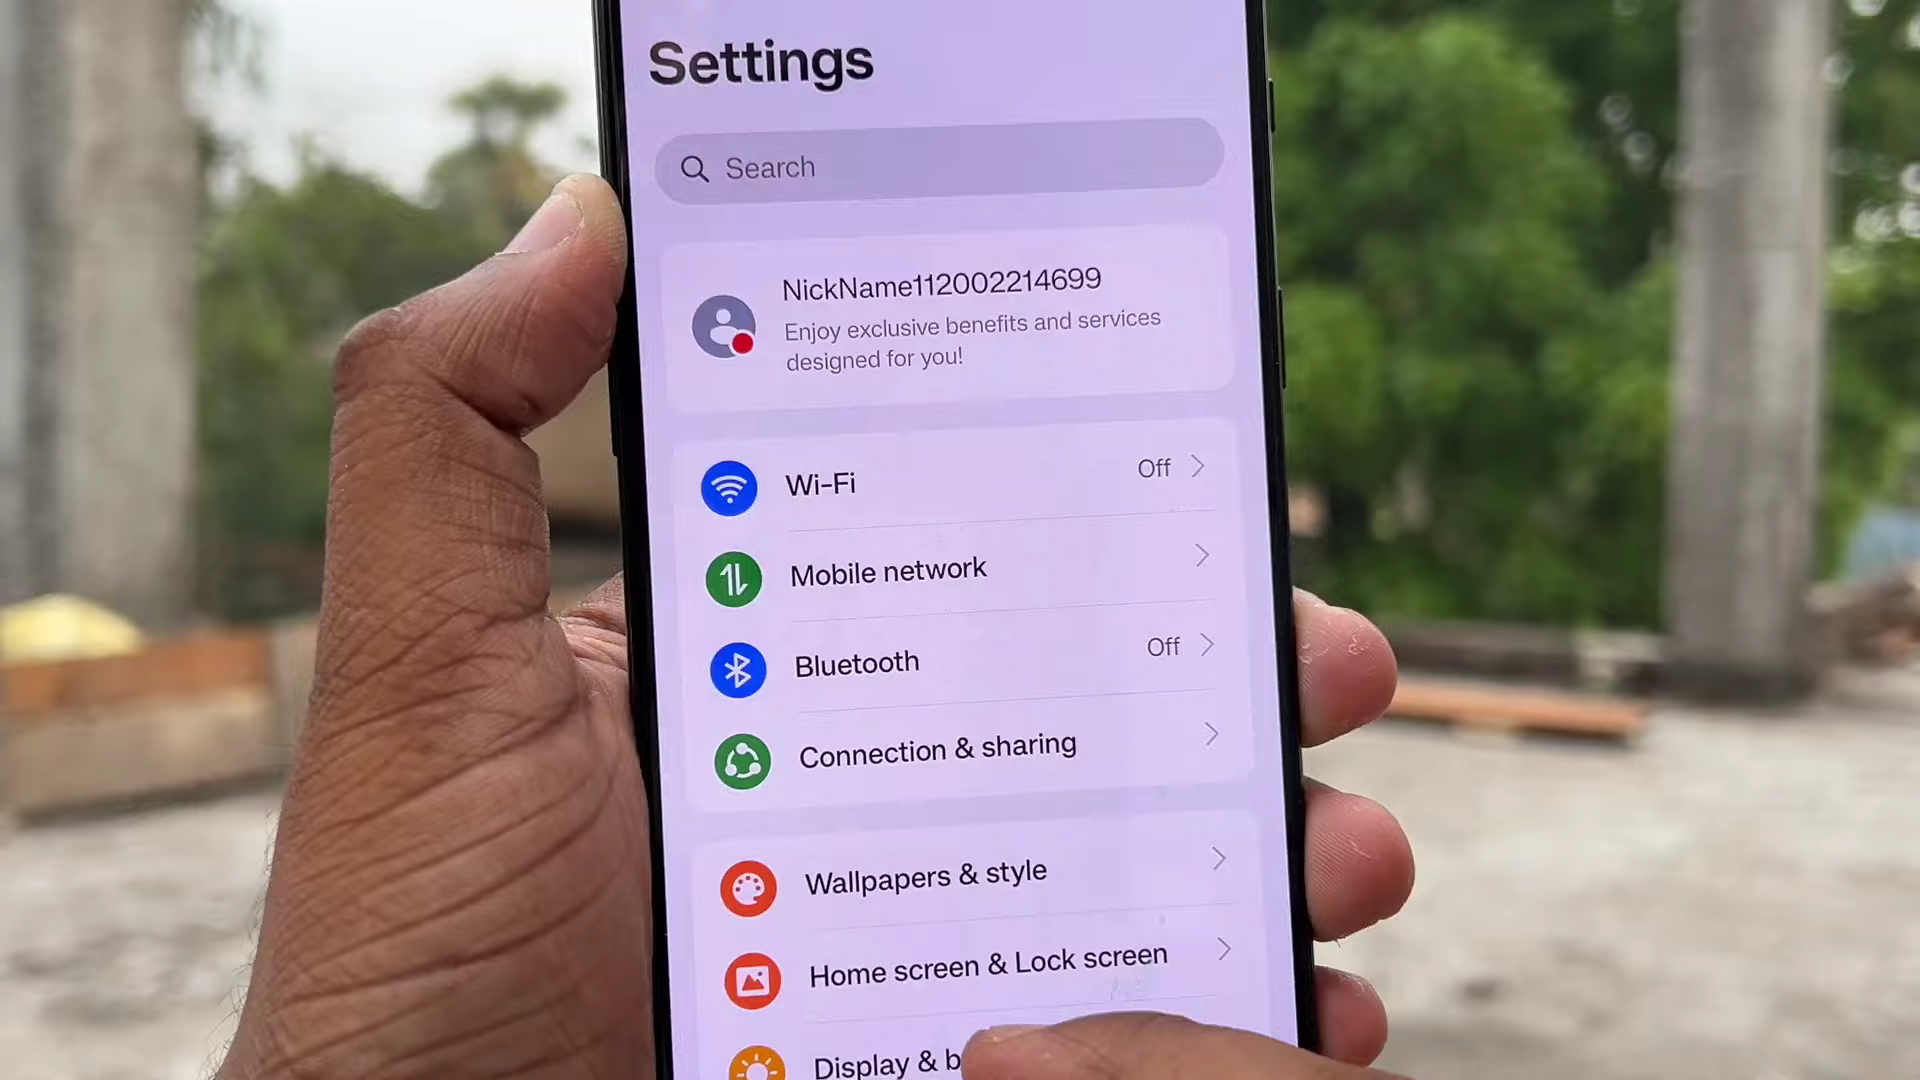 Settings
Search
NickName112002214699
Enjoy exclusive benefits and services
designed for you!
Wi-Fi Off
Mobile network
Bluetooth Off
Connection & sharing
Wallpapers & style
Home screen & Lock screen
Display &